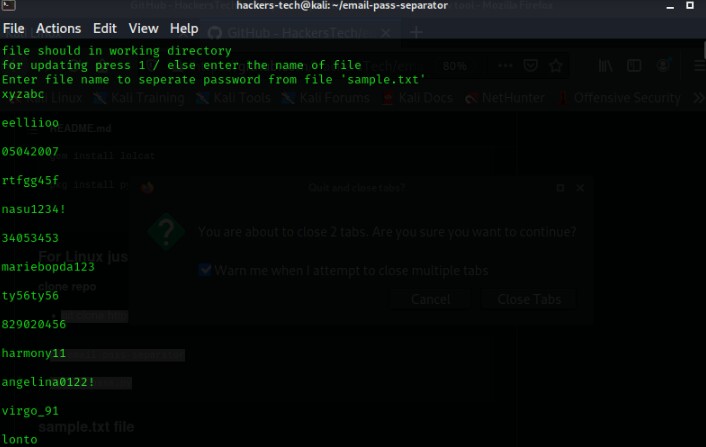 hackers-tech@kali: ~/email-pass-separator
File Actions Edit View Help
file should in working directory
for updating press 1 / else enter the name of file
Enter file name to seperate password from file 'sample.txt'
xyzabc
eelliioo
05042007
rtfgg45f
nasu1234!
34053453
mariebopda123
ty56ty56
829020456
harmony11
angelina0122!
virgo_91
lonto
80%
Kali Training Kali Tools Kali Forums Kali Docs NetHunter Offensive Security
README.md
Quit and close tabs?
You are about to close 2 tabs. Are you sure you want to continue?
Warn me when I attempt to close multiple tabs
Cancel Close Tabs
For Linux jus
clone repo
sample.txt file